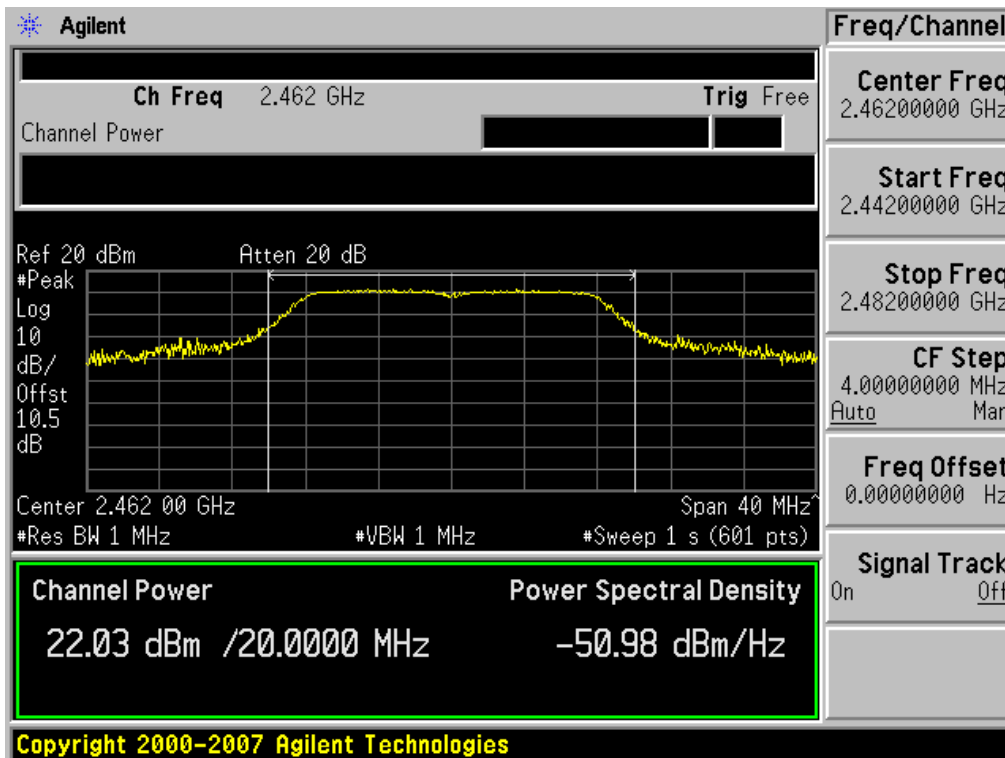 Agilent
Freq/Channel
Ch Freq 2.462 GHz Trig Free
Channel Power
Center Freq
2.46200000 GHz
Start Freq
2.44200000 GHz
Stop Freq
2.48200000 GHz
CF Step
4.00000000 MHz
Auto Man
Freq Offset
0.00000000 Hz
Signal Track
On Off
Ref 20 dBm Atten 20 dB
#Peak
Log
10
dB/
Offst
10.5
dB
Center 2.462 00 GHz Span 40 MHz^
#Res BW 1 MHz #VBW 1 MHz #Sweep 1 s (601 pts)
Channel Power Power Spectral Density
22.03 dBm /20.0000 MHz -50.98 dBm/Hz
Copyright 2000-2007 Agilent Technologies